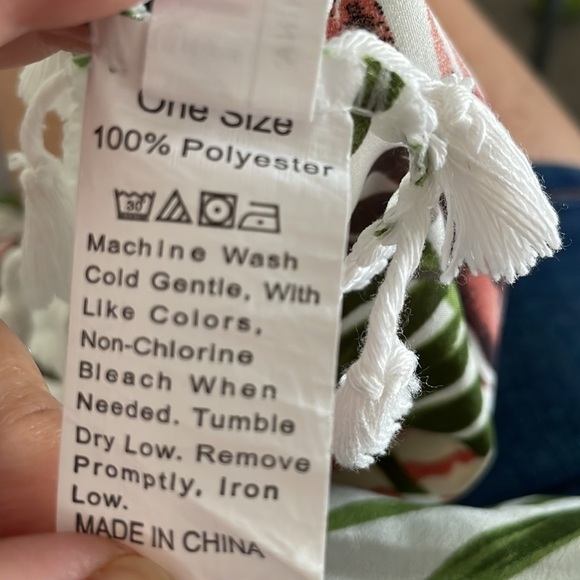 One Size
100% Polyester
30
Machine Wash
Cold Gentle, With
Like Colors,
Non-Chlorine
Bleach When
Needed. Tumble
Dry Low. Remove
Promptly, Iron
Low.
MADE IN CHINA